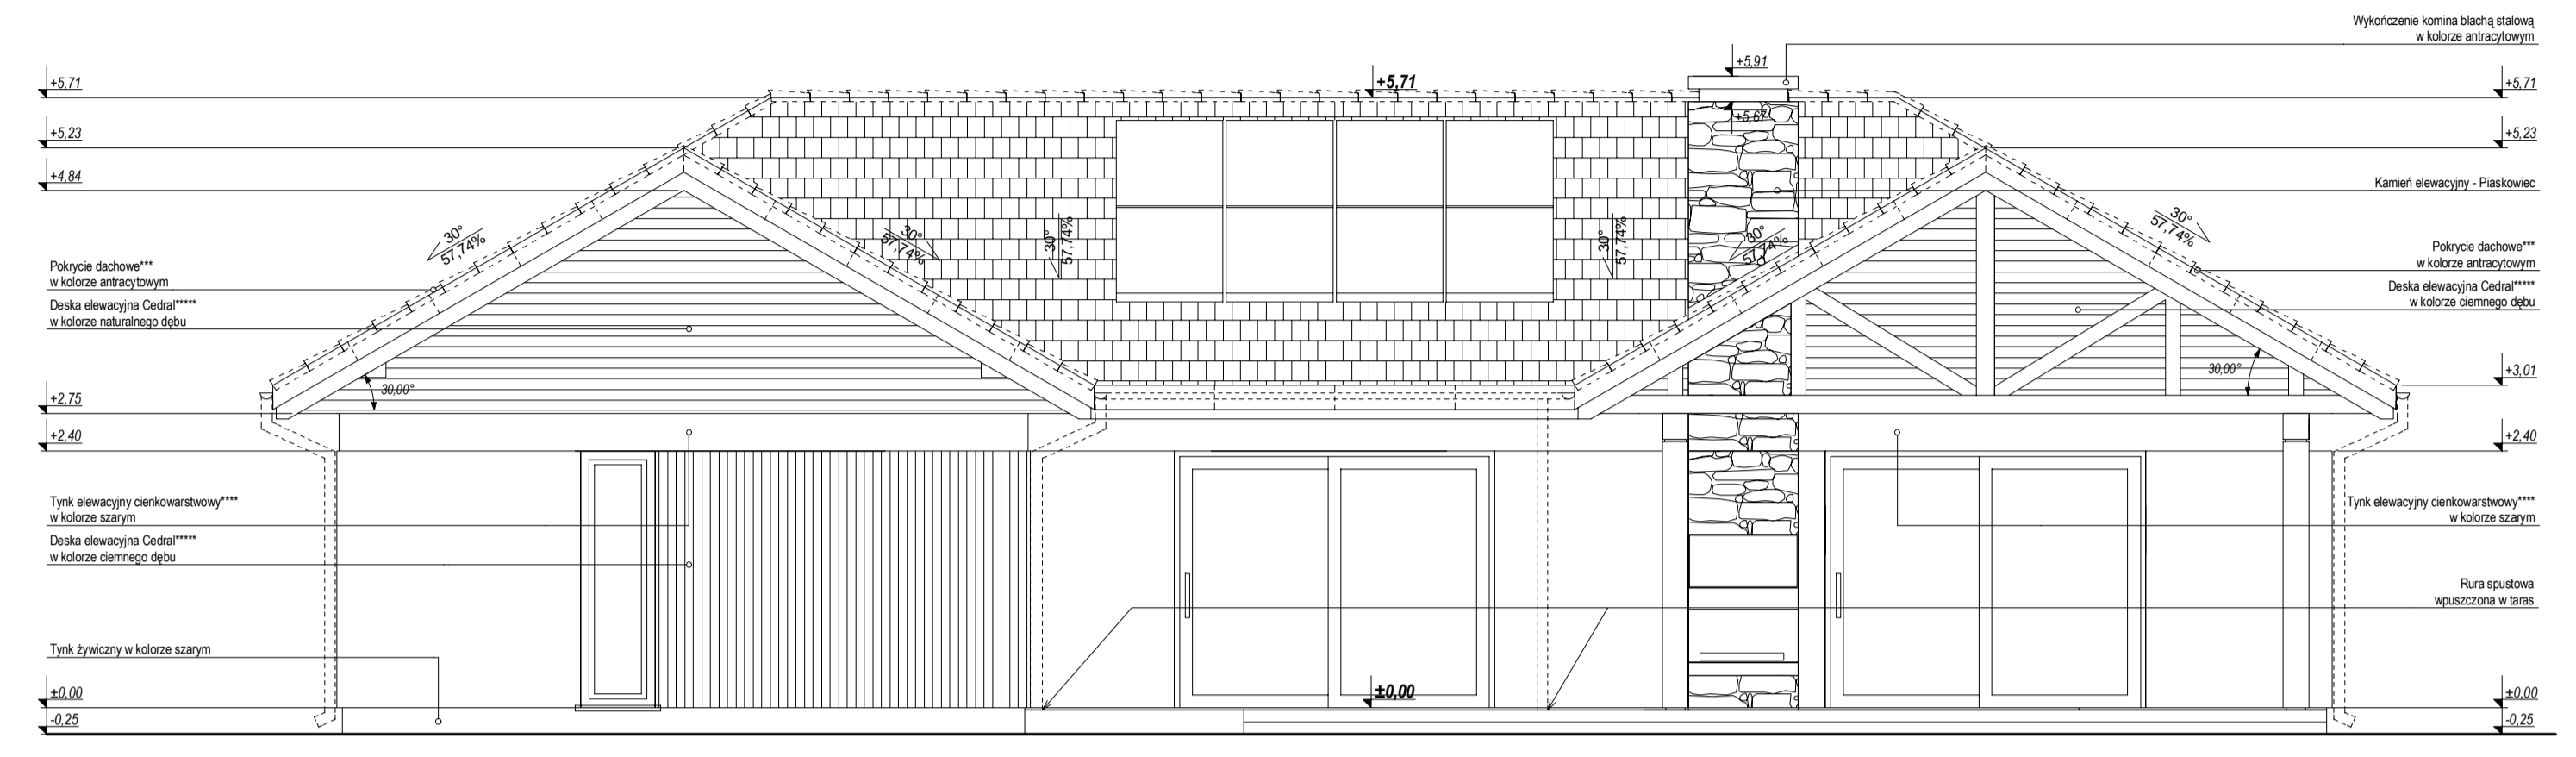 Wykończenie komina blachą stalową
w kolorze antracytowym
+5,91
+5,71
+5,71
+5,71
+5,67
+5,23
+5,23
+4,84
Kamień elewacyjny - Piaskowiec
30°
57,74%
30°
57,74%
30°
57,74%
30°
57,74%
30°
57,74%
30°
57,74%
Pokrycie dachowe***
w kolorze antracytowym
Deska elewacyjna Cedral*****
w kolorze naturalnego dębu
Pokrycie dachowe***
w kolorze antracytowym
Deska elewacyjna Cedral*****
w kolorze ciemnego dębu
30,00°
30,00°
+3,01
+2,75
+2,40
+2,40
Tynk elewacyjny cienkowarstwowy****
w kolorze szarym
Deska elewacyjna Cedral*****
w kolorze ciemnego dębu
Tynk elewacyjny cienkowarstwowy****
w kolorze szarym
Rura spustowa
wpuszczona w taras
Tynk żywiczny w kolorze szarym
±0,00
±0,00
±0,00
-0,25
-0,25